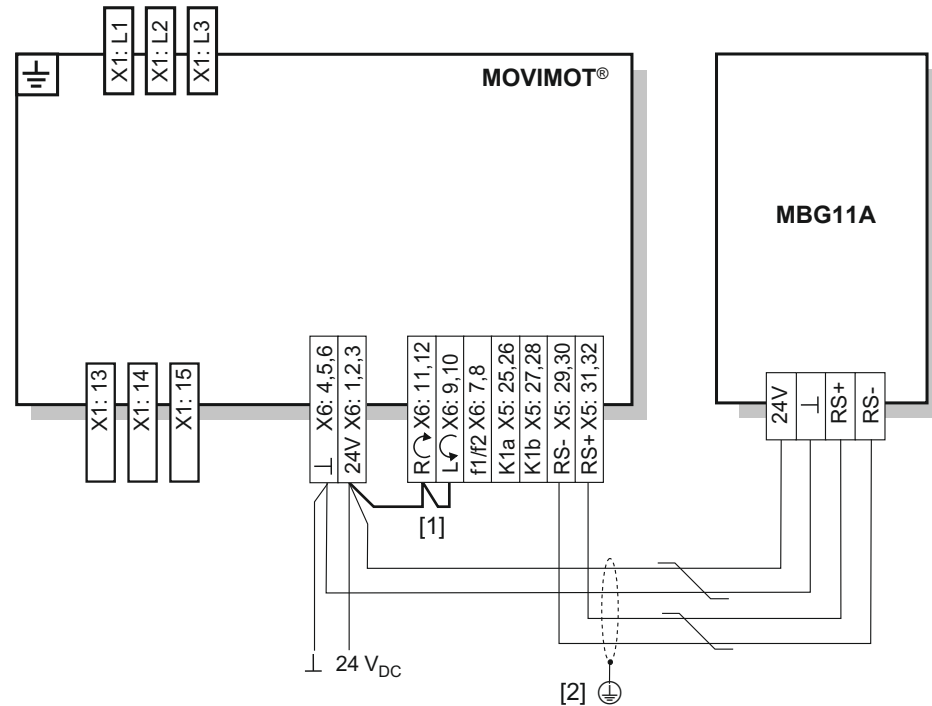 X1: L1
X1: L2
X1: L3
MOVIMOT®
MBG11A
X1: 13
X1: 14
X1: 15
⊥ X6: 4,5,6
24V X6: 1,2,3
R X6: 11,12
L X6: 9,10
f1/f2 X6: 7,8
K1a X5: 25,26
K1b X5: 27,28
RS- X5: 29,30
RS+ X5: 31,32
24V
⊥
RS+
RS-
[1]
⊥ 24 VDC
[2]